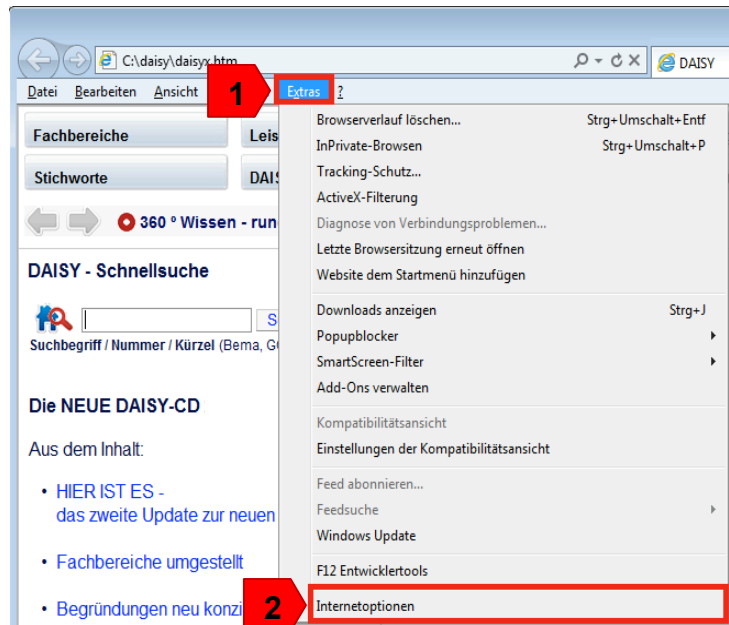 C:\daisy\daisyx.htm
DAISY
Datei Bearbeiten Ansicht
1
Extras ?
Fachbereiche
Leis
Stichworte
DAI
360 º Wissen - run
DAISY - Schnellsuche
S
Suchbegriff / Nummer / Kürzel (Bema, G
Die NEUE DAISY-CD
Aus dem Inhalt:
• HIER IST ES -
das zweite Update zur neuen
• Fachbereiche umgestellt
• Begründungen neu konzi
Browserverlauf löschen... Strg+Umschalt+Entf
InPrivate-Browsen Strg+Umschalt+P
Tracking-Schutz...
ActiveX-Filterung
Diagnose von Verbindungsproblemen...
Letzte Browsersitzung erneut öffnen
Website dem Startmenü hinzufügen
Downloads anzeigen Strg+J
Popupblocker
SmartScreen-Filter
Add-Ons verwalten
Kompatibilitätsansicht
Einstellungen der Kompatibilitätsansicht
Feed abonnieren...
Feedsuche
Windows Update
F12 Entwicklertools
2
Internetoptionen